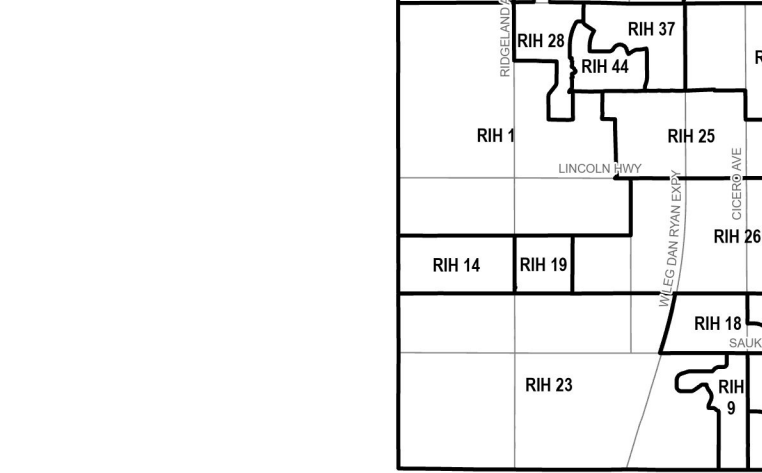 RIDGELAND
RIH 28
RIH 37
RIH 44
RIH 1
RIH 25
LINCOLN HWY
W LEG DAN RYAN EXPY
CICERO AVE
RIH 26
RIH 14
RIH 19
RIH 18
SAUK
RIH 23
RIH
9